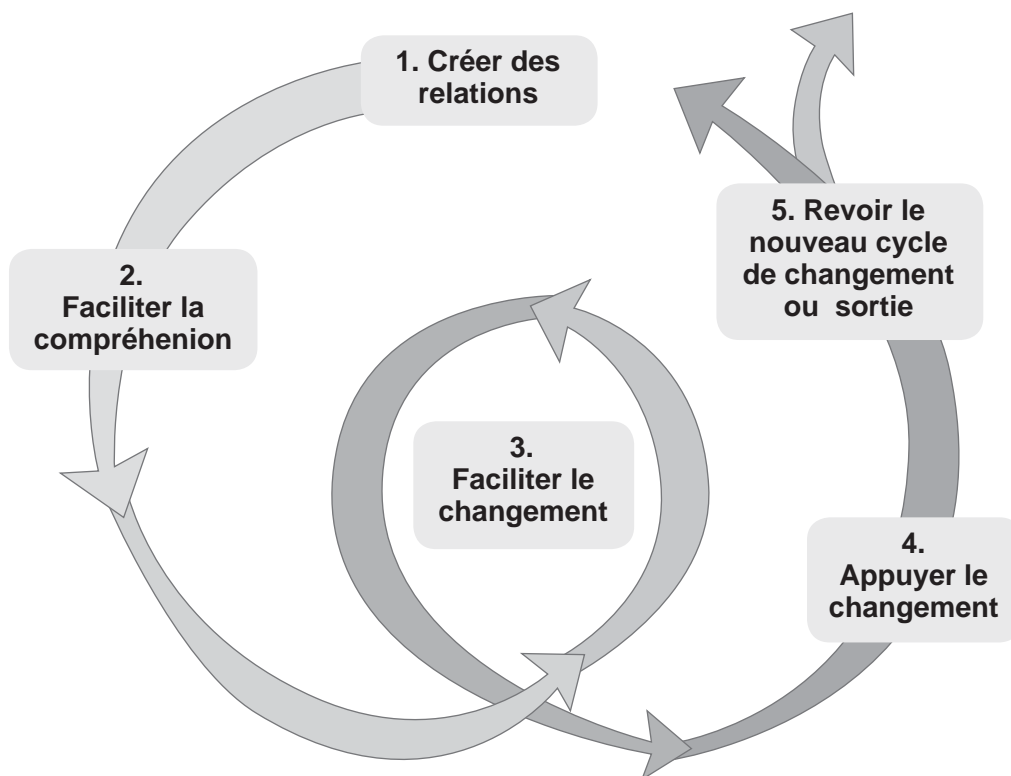 1. Créer des
relations
2.
Faciliter la
compréhenion
3.
Faciliter le
changement
4.
Appuyer le
changement
5. Revoir le
nouveau cycle
de changement
ou sortie